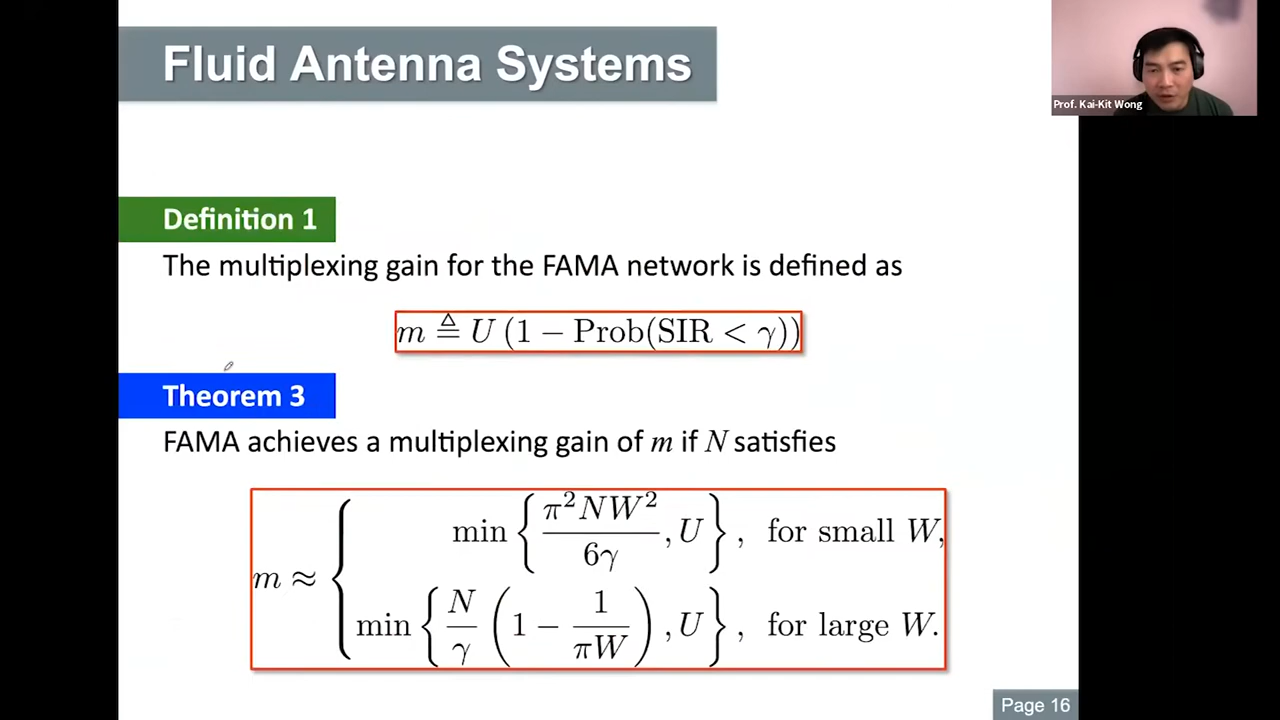 Fluid Antenna Systems
Prof. Kai-Kit Wong
Definition 1
The multiplexing gain for the FAMA network is defined as
m ≜ U (1 − Prob(SIR < γ))
Theorem 3
FAMA achieves a multiplexing gain of m if N satisfies
m ≈ { min { π²NW² / 6γ , U } , for small W,
min { N/γ ( 1 − 1/πW ) , U } , for large W.
Page 16